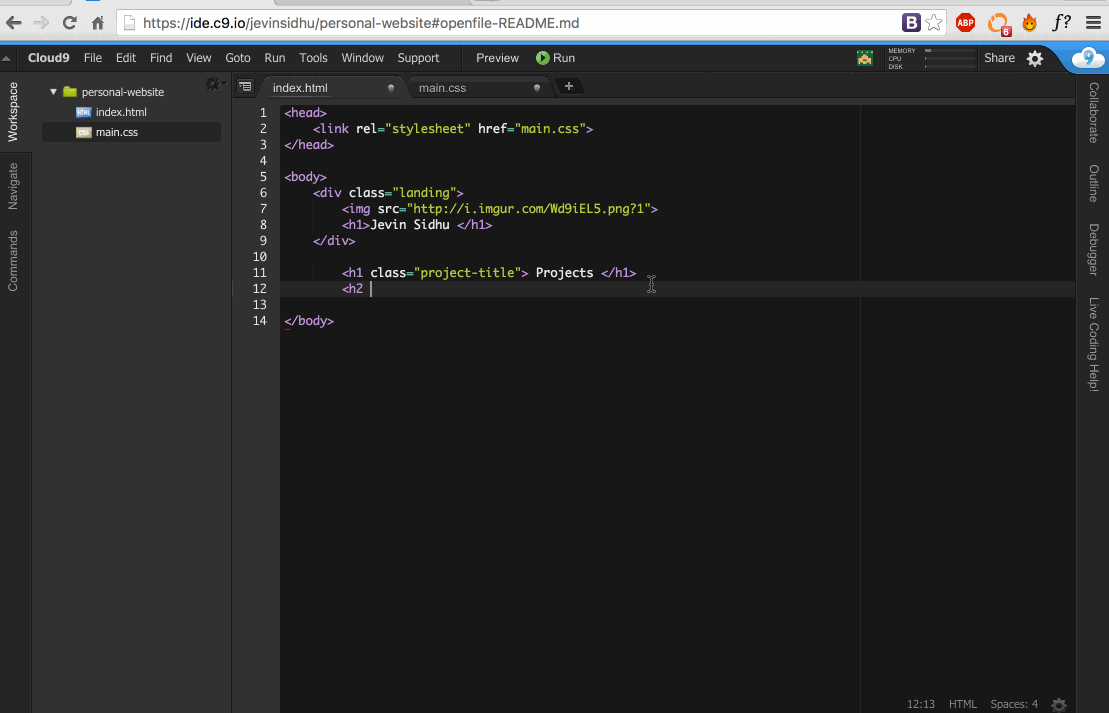 https://ide.c9.io/jevinsidhu/personal-website#openfile-README.md
B
ABP
6
f?
Cloud9 File Edit Find View Goto Run Tools Window Support Preview Run
MEMORY
CPU
DISK
Share
9
Workspace
Navigate
Commands
personal-website
index.html
main.css
index.html
main.css
+
1 <head>
2 <link rel="stylesheet" href="main.css">
3 </head>
4
5 <body>
6 <div class="landing">
7 <img src="http://i.imgur.com/Wd9iEL5.png?1">
8 <h1>Jevin Sidhu </h1>
9 </div>
10
11 <h1 class="project-title"> Projects </h1>
12 <h2
13
14 </body>
Collaborate
Outline
Debugger
Live Coding Help!
12:13 HTML Spaces: 4